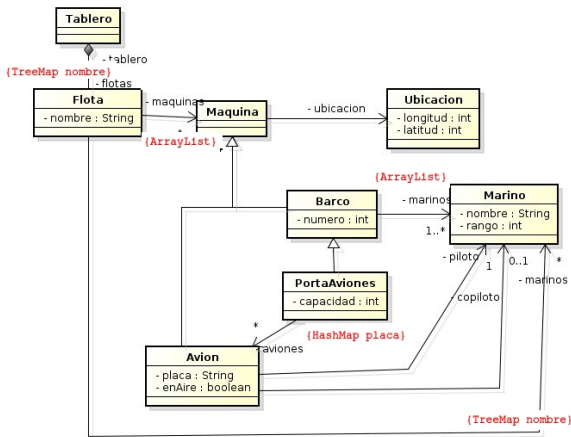 Tablero
- tablero
{TreeMap nombre}
- flotas
Flota
- nombre : String
- maquinas
*
{ArrayList}
Maquina
- ubicacion
Ubicacion
- longitud : int
- latitud : int
{ArrayList}
Barco
- numero : int
- marinos
1..*
Marino
- nombre : String
- rango : int
- piloto
1
0..1
*
- marinos
- copiloto
PortaAviones
- capacidad : int
*
- aviones
{HashMap placa}
Avion
- placa : String
- enAire : boolean
{TreeMap nombre}